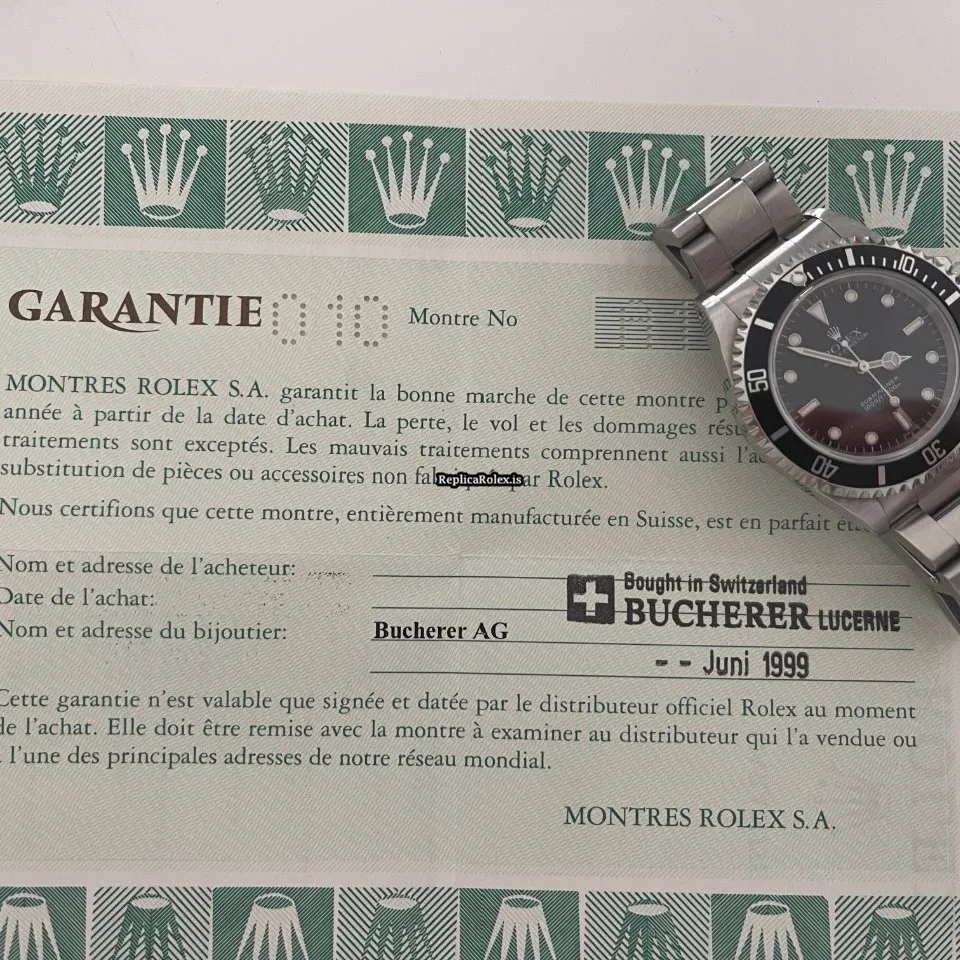 GARANTIE 010 Montre No
MONTRES ROLEX S.A. garantit la bonne marche de cette montre
année à partir de la date d'achat. La perte, le vol et les dommages
traitements sont exceptés. Les mauvais traitements comprennent aussi
substitution de pièces ou accessoires non par Rolex.
ReplicaRolex.is
Nous certifions que cette montre, entièrement manufacturée en Suisse, est en parfait
Nom et adresse de l'acheteur:
Date de l'achat:
Nom et adresse du bijoutier: Bucherer AG
Bought in Switzerland
BUCHERER LUCERNE
-- Juni 1999
Cette garantie n'est valable que signée et datée par le distributeur officiel Rolex au moment
de l'achat. Elle doit être remise avec la montre à examiner au distributeur qui l'a vendue ou
l'une des principales adresses de notre réseau mondial.
MONTRES ROLEX S.A.
10
50
40
30
ROLEX
SUBMARINER